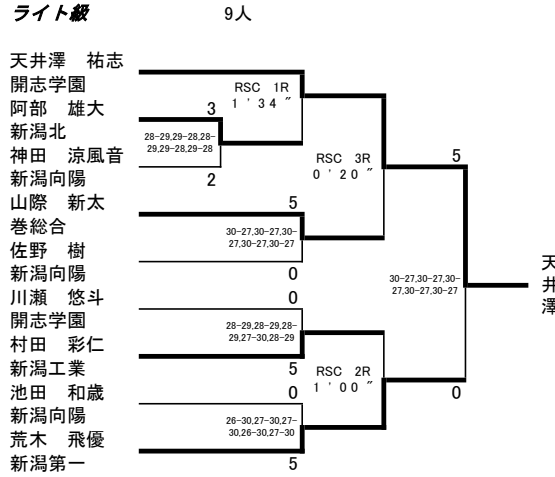 ライト級 9人
天井澤 祐志
開志学園
阿部 雄大
新潟北
神田 涼風音
新潟向陽
山際 新太
巻総合
佐野 樹
新潟向陽
川瀬 悠斗
開志学園
村田 彩仁
新潟工業
池田 和歳
新潟向陽
荒木 飛優
新潟第一
3
28-29,29-28,28-
29,29-28,29-28
2
RSC 1R
1'34"
5
30-27,30-27,30-
27,30-27,30-27
0
RSC 3R
0'20"
0
28-29,28-29,28-
29,27-30,28-29
5
0
26-30,27-30,27-
30,26-30,27-30
5
RSC 2R
1'00"
5
30-27,30-27,30-
27,30-27,30-27
0
天
井
澤